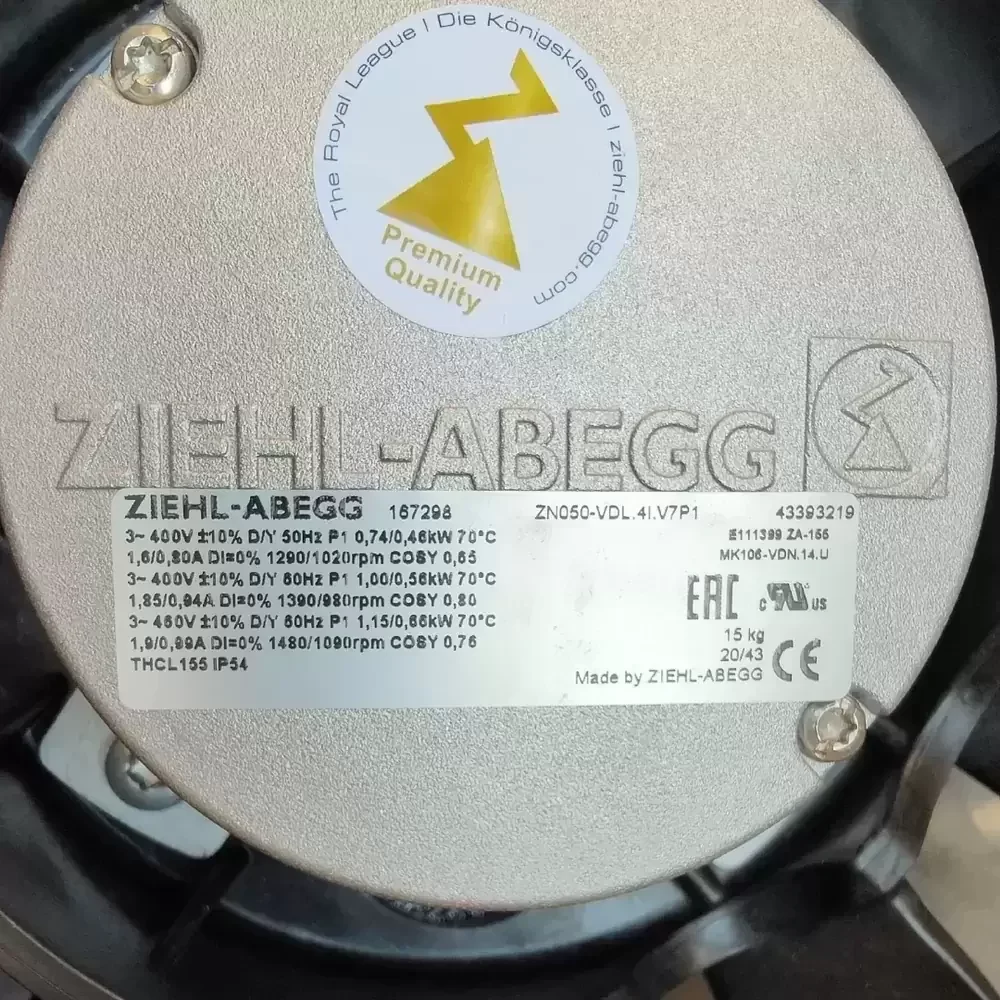 The Royal League | Die Königsklasse | ziehl-abegg.com
Premium
Quality
ZIEHL-ABEGG
ZIEHL-ABEGG 167298 ZN050-VDL.4I.V7P1 43393219
3~ 400V ±10% D/Y 50Hz P1 0,74/0,46kW 70°C
1,6/0,80A DI=0% 1290/1020rpm COSY 0,65
3~ 400V ±10% D/Y 60Hz P1 1,00/0,56kW 70°C
1,85/0,94A DI=0% 1390/980rpm COSY 0,80
3~ 460V ±10% D/Y 60Hz P1 1,15/0,66kW 70°C
1,9/0,99A DI=0% 1480/1090rpm COSY 0,76
THCL155 IP54
E111399 ZA-155
MK106-VDN.14.U
EAC c US
15 kg
20/43
CE
Made by ZIEHL-ABEGG